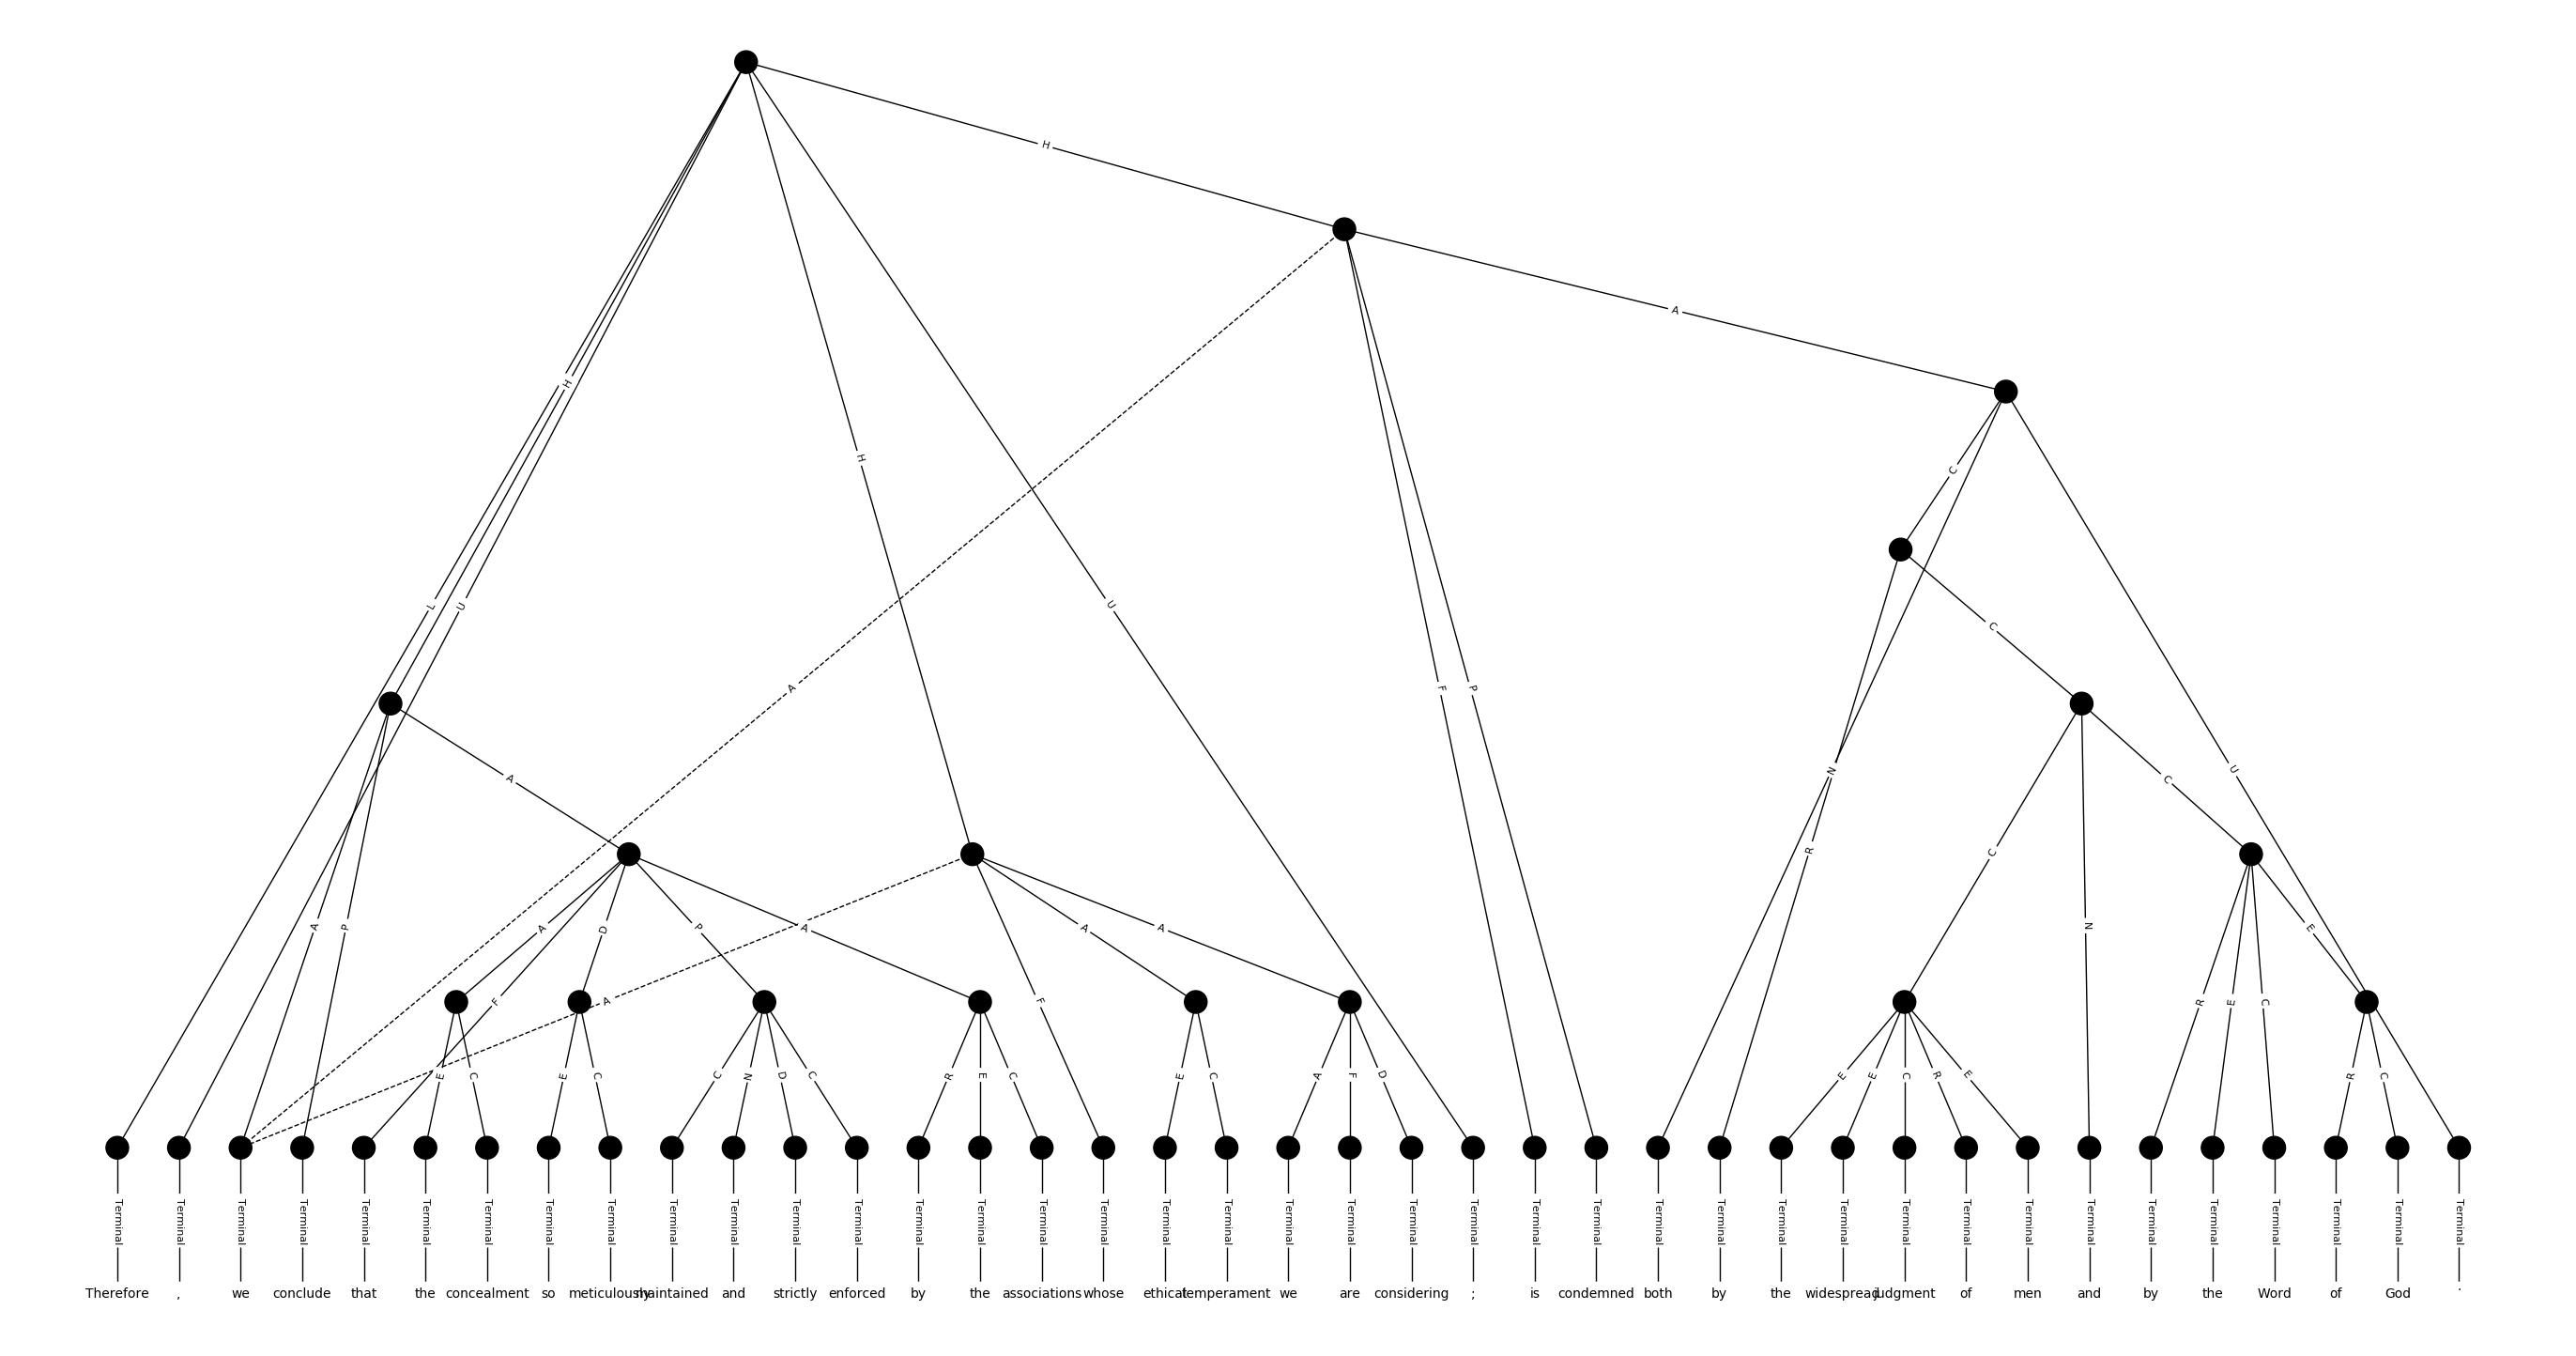 H
A
H
C
H
C
U
L
U
A
F
P
A
C
U
N
R
C
A
P
A
D
P
A
A
A
C
N
E
F
A
F
R
E
C
E
C
E
C
C
N
D
C
R
E
C
E
C
A
F
D
E
E
C
R
E
R
C
Terminal Terminal Terminal Terminal Terminal Terminal Terminal Terminal Terminal Terminal Terminal Terminal Terminal Terminal Terminal Terminal Terminal Terminal Terminal Terminal Terminal Terminal Terminal Terminal Terminal Terminal Terminal Terminal Terminal Terminal Terminal Terminal Terminal Terminal Terminal Terminal Terminal Terminal Terminal
Therefore , we conclude that the concealment so meticulously maintained and strictly enforced by the associations whose ethical temperament we are considering ; is condemned both by the widespread judgment of men and by the Word of God .